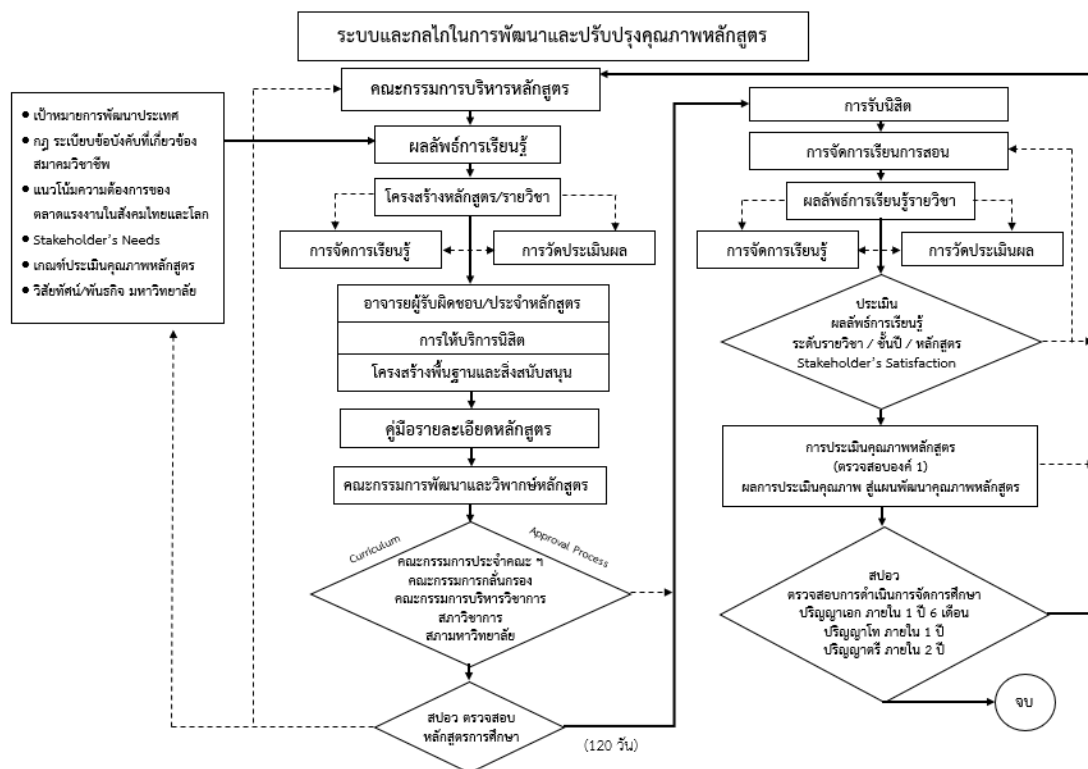 ระบบและกลไกในการพัฒนาและปรับปรุงคุณภาพหลักสูตร
คณะกรรมการบริหารหลักสูตร
• เป้าหมายการพัฒนาประเทศ
• กฎ ระเบียบข้อบังคับที่เกี่ยวข้อง
สมาคมวิชาชีพ
• แนวโน้มความต้องการของ
ตลาดแรงงานในสังคมไทยและโลก
• Stakeholder's Needs
• เกณฑ์ประเมินคุณภาพหลักสูตร
• วิสัยทัศน์/พันธกิจ มหาวิทยาลัย
ผลลัพธ์การเรียนรู้
โครงสร้างหลักสูตร/รายวิชา
การจัดการเรียนรู้
การวัดประเมินผล
อาจารย์ผู้รับผิดชอบ/ประจำหลักสูตร
การให้บริการนิสิต
โครงสร้างพื้นฐานและสิ่งสนับสนุน
คู่มือรายละเอียดหลักสูตร
คณะกรรมการพัฒนาและวิพากษ์หลักสูตร
Curriculum
Approval Process
คณะกรรมการประจำคณะ ฯ
คณะกรรมการกลั่นกรอง
คณะกรรมการบริหารวิชาการ
สภาวิชาการ
สภามหาวิทยาลัย
สปอว ตรวจสอบ
หลักสูตรการศึกษา
(120 วัน)
การรับนิสิต
การจัดการเรียนการสอน
ผลลัพธ์การเรียนรู้รายวิชา
การจัดการเรียนรู้
การวัดประเมินผล
ประเมิน
ผลลัพธ์การเรียนรู้
ระดับรายวิชา / ชั้นปี / หลักสูตร
Stakeholder's Satisfaction
การประเมินคุณภาพหลักสูตร
(ตรวจสอบองค์ 1)
ผลการประเมินคุณภาพ สู่แผนพัฒนาคุณภาพหลักสูตร
สปอว
ตรวจสอบการดำเนินการจัดการศึกษา
ปริญญาเอก ภายใน 1 ปี 6 เดือน
ปริญญาโท ภายใน 1 ปี
ปริญญาตรี ภายใน 2 ปี
จบ